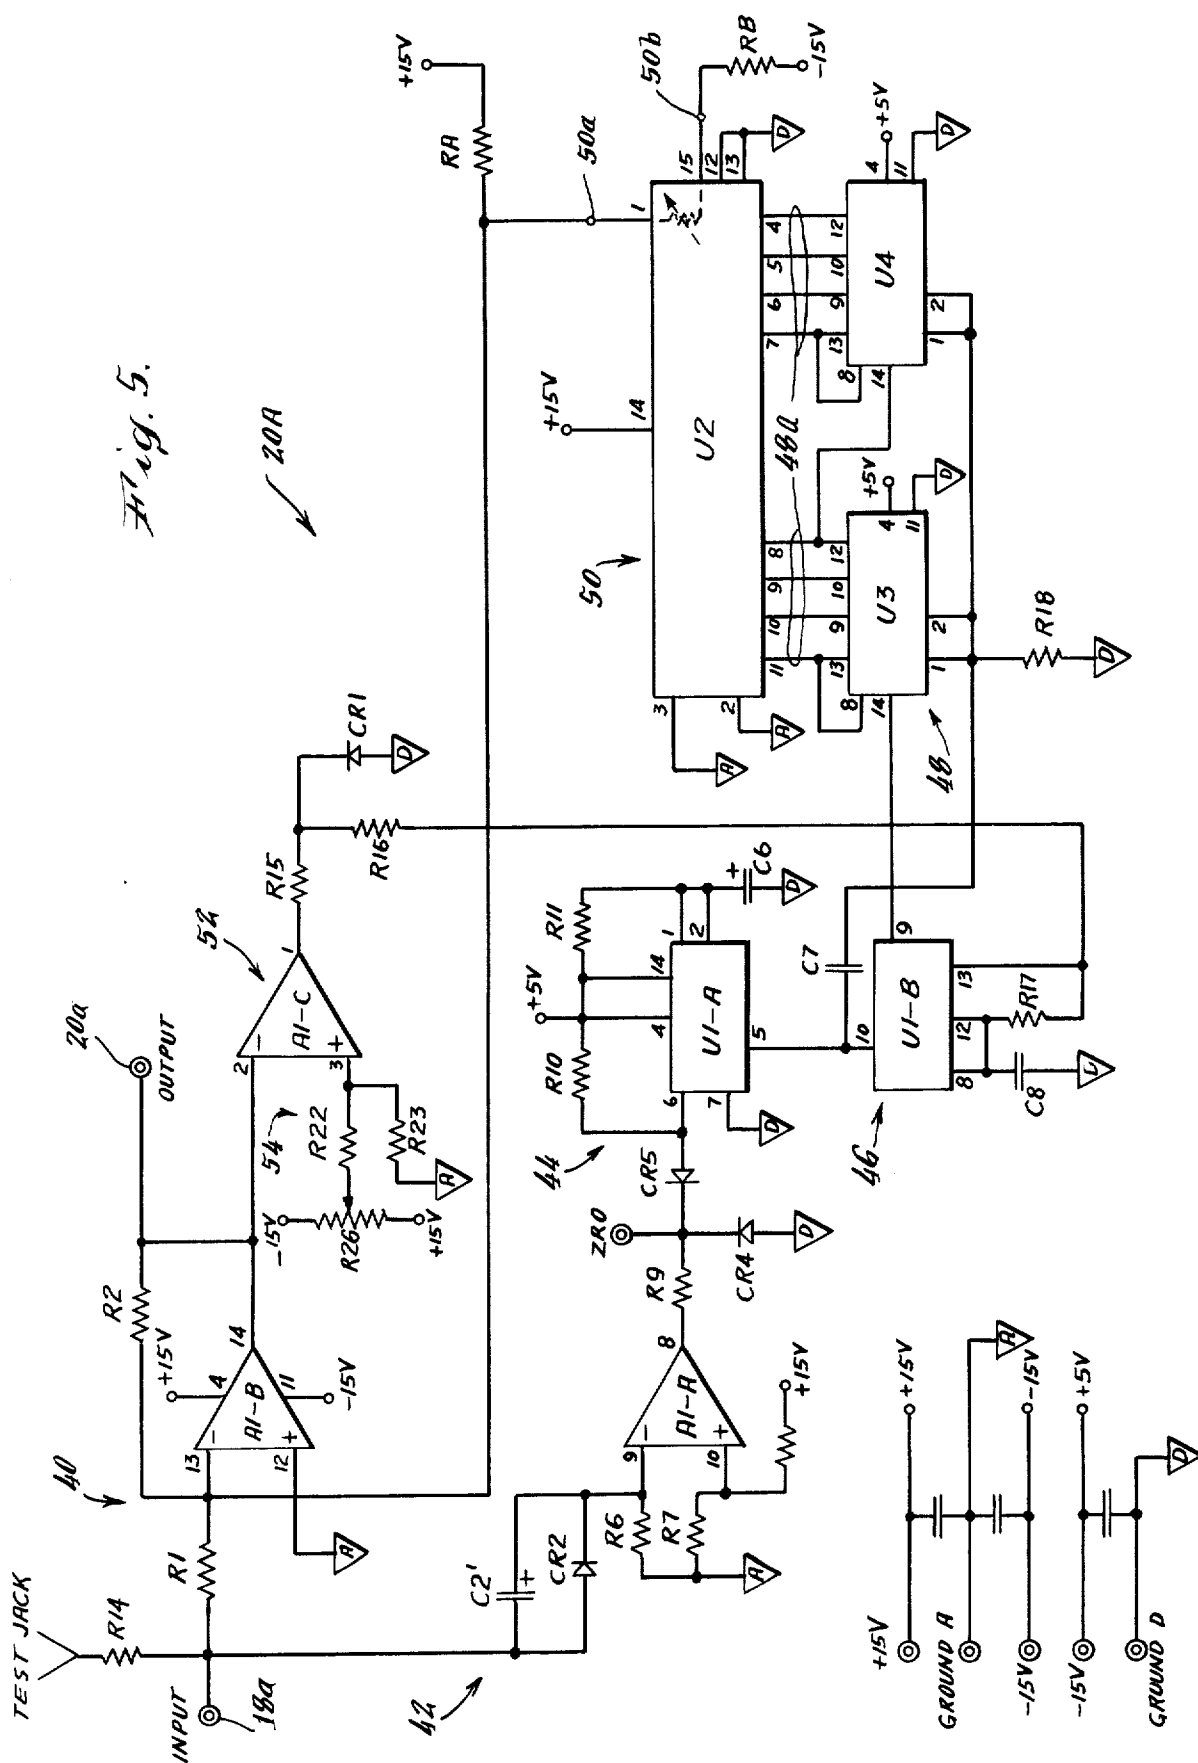 Fig. 5.
20A
TEST JACK
R14
INPUT
18a
40
R1
R2
+15V
13
4
A1-B
14
11
12
-15V
A
20a
OUTPUT
52
2
A1-C
1
3
54
R22
R23
R26
-15V
+15V
A
R15
R16
CR1
D
RA
+15V
42
C2'
+
CR2
R6
R7
A
9
A1-A
8
10
+15V
R9
ZRO
CR4
D
CR5
44
R10
R11
+5V
6
4
14
1
2
U1-A
7
5
D
+
C6
D
C7
46
10
U1-B
9
8
12
13
C8
R17
50
3
2
A
A
+15V
14
U2
1
50a
15
50b
RB
-15V
12
13
D
11
10
9
8
7
6
5
4
48a
13
9
10
12
8
14
U3
4
+5V
11
D
1
2
48
R18
D
13
9
10
12
8
14
U4
4
+5V
11
D
1
2
+15V
+15V
GROUND A
A
-15V
-15V
-15V
+5V
GROUND D
D